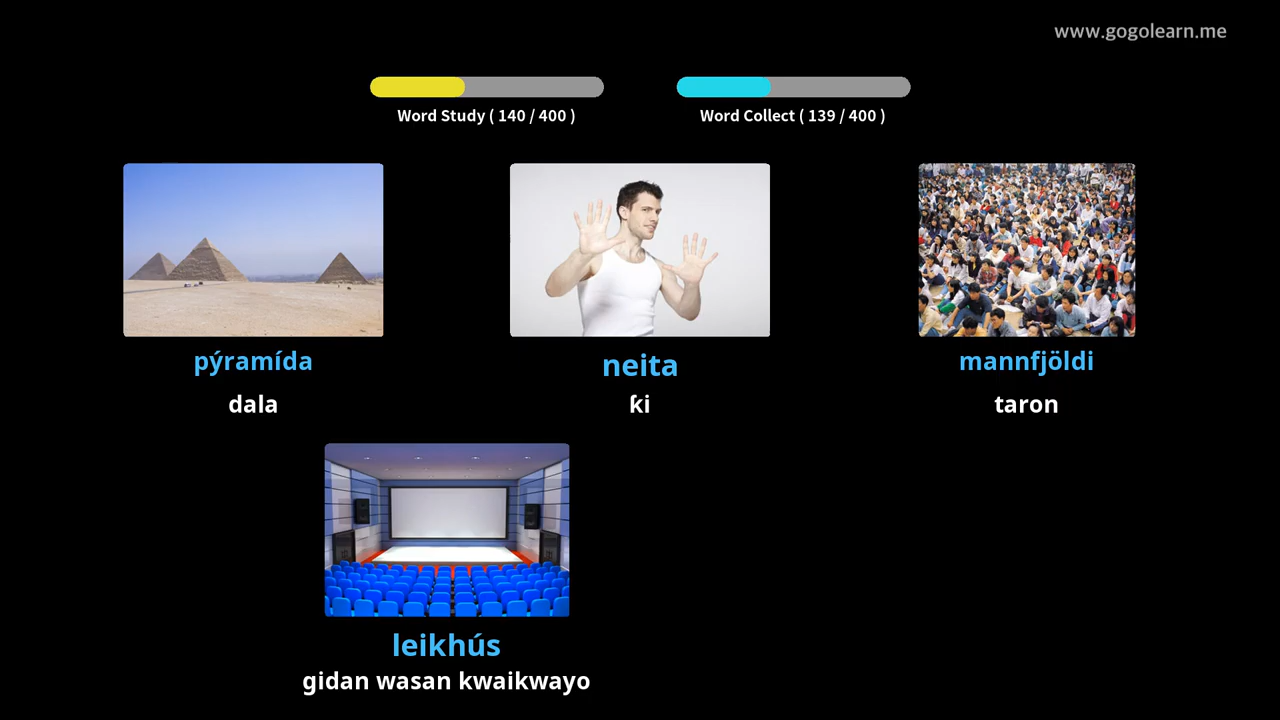 www.gogolearn.me
Word Study ( 140 / 400 )
Word Collect ( 139 / 400 )
pýramída
neita
mannfjöldi
dala
ƙi
taron
leikhús
gidan wasan kwaikwayo